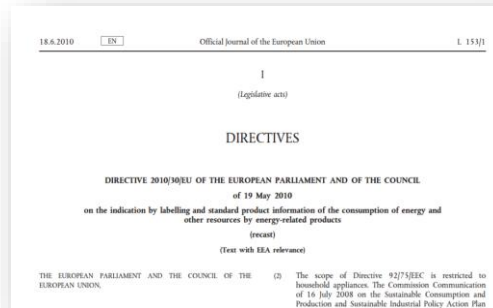 18.6.2010 EN Official Journal of the European Union L 153/1
I
(Legislative acts)
DIRECTIVES
DIRECTIVE 2010/30/EU OF THE EUROPEAN PARLIAMENT AND OF THE COUNCIL
of 19 May 2010
on the indication by labelling and standard product information of the consumption of energy and
other resources by energy-related products
(recast)
(Text with EEA relevance)
THE EUROPEAN PARLIAMENT AND THE COUNCIL OF THE
EUROPEAN UNION,
(2) The scope of Directive 92/75/EEC is restricted to
household appliances. The Commission Communication
of 16 July 2008 on the Sustainable Consumption and
Production and Sustainable Industrial Policy Action Plan